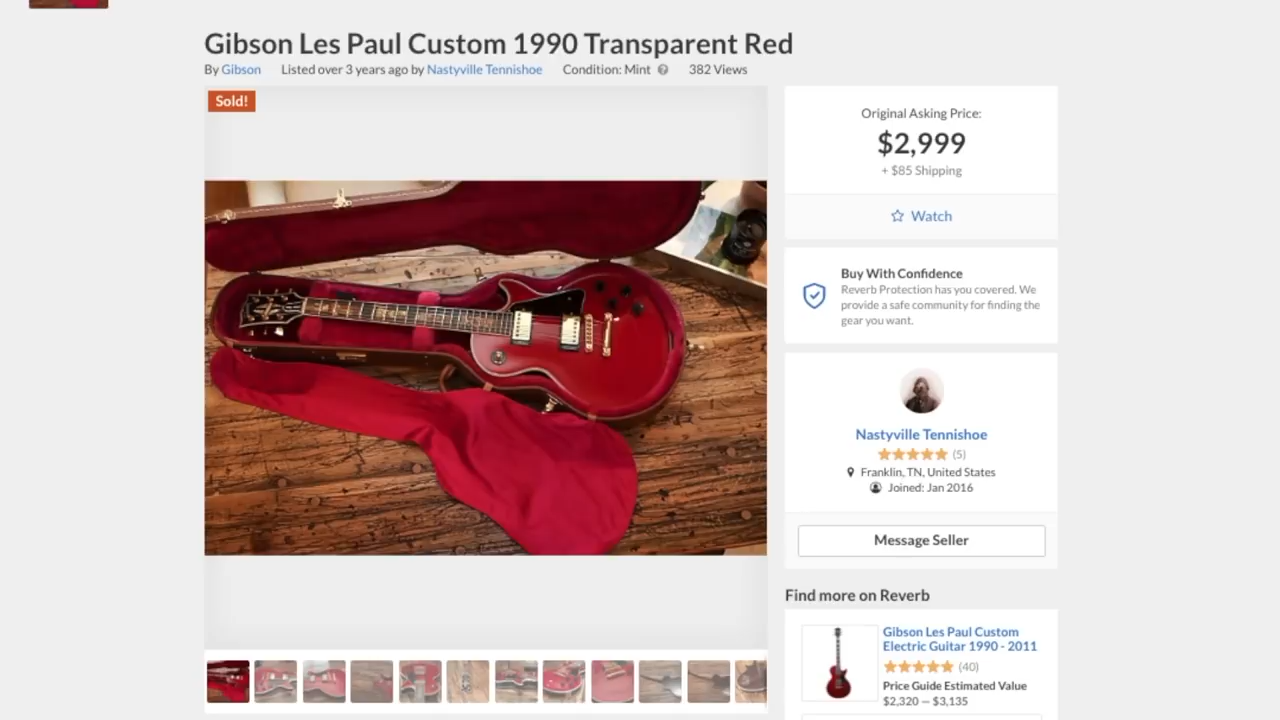 Gibson Les Paul Custom 1990 Transparent Red
By Gibson Listed over 3 years ago by Nastyville Tennishoe Condition: Mint 382 Views
Sold!
Original Asking Price:
$2,999
+ $85 Shipping
Watch
Buy With Confidence
Reverb Protection has you covered. We
provide a safe community for finding the
gear you want.
Nastyville Tennishoe
(5)
Franklin, TN, United States
Joined: Jan 2016
Message Seller
Find more on Reverb
Gibson Les Paul Custom
Electric Guitar 1990 - 2011
(40)
Price Guide Estimated Value
$2,320 — $3,135